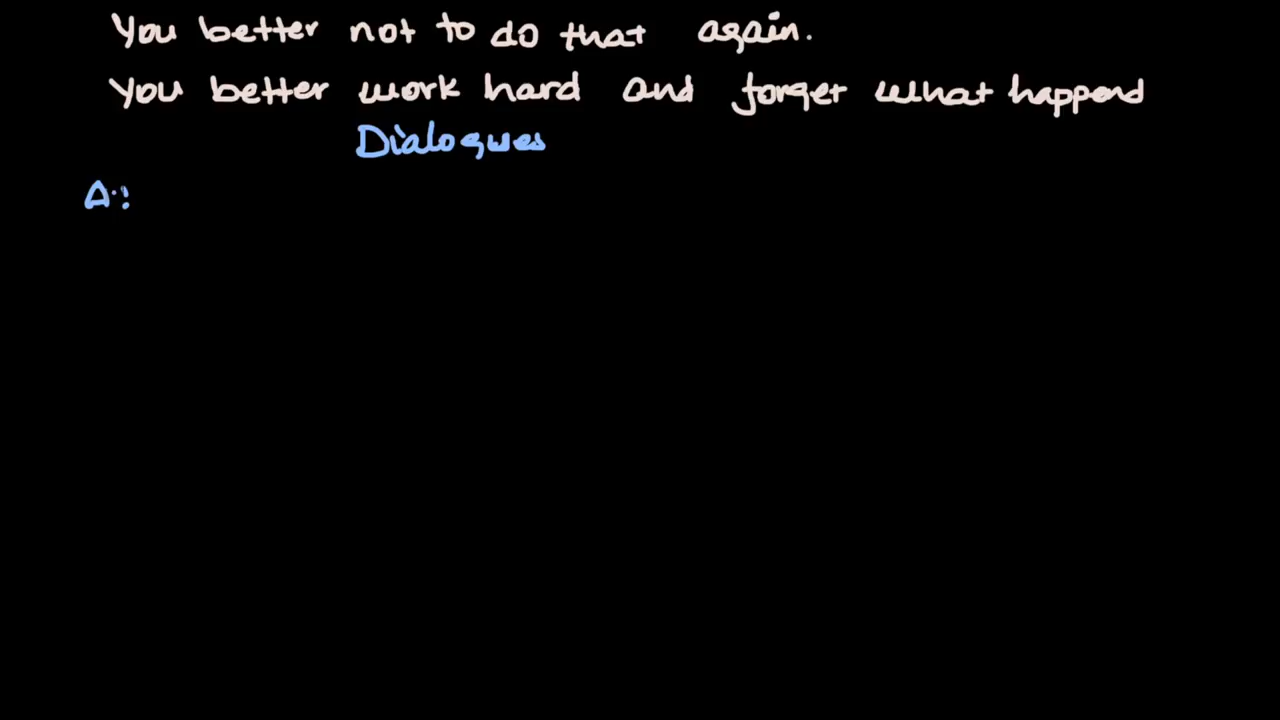 You better not to do that again.
You better work hard and forget what happend
Dialogues
A: